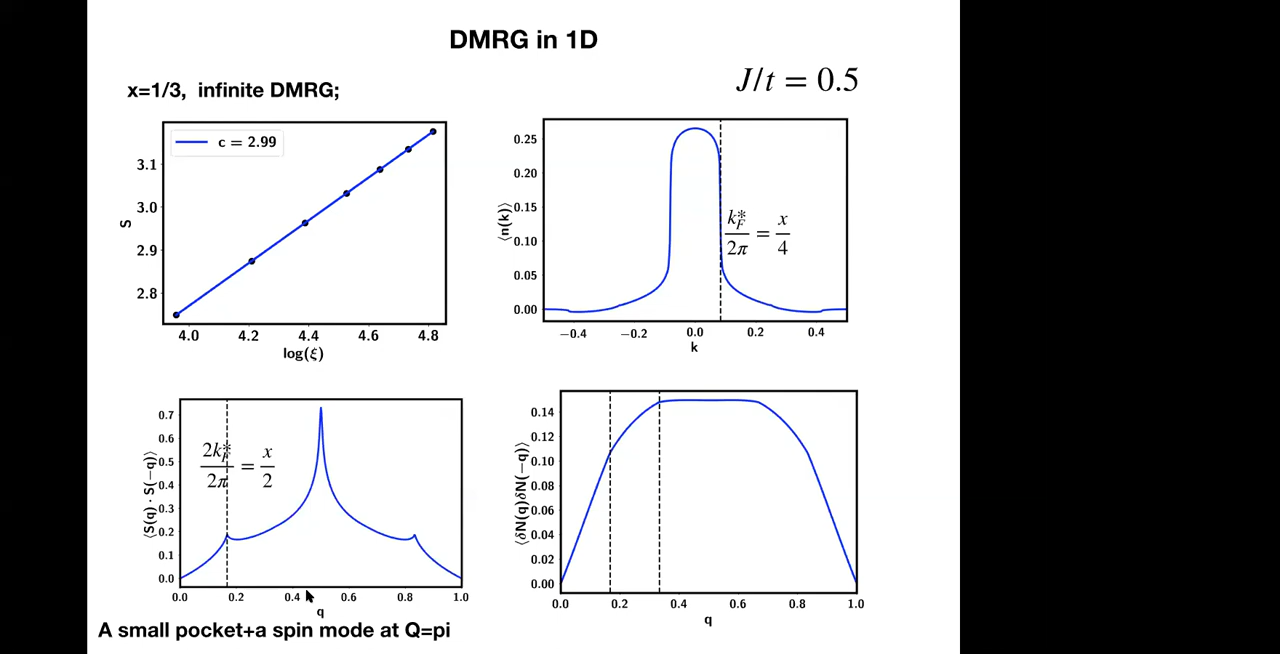 DMRG in 1D
x=1/3, infinite DMRG;
J/t = 0.5
c = 2.99
3.1
3.0
2.9
2.8
S
4.0 4.2 4.4 4.6 4.8
log(ξ)
0.25
0.20
0.15
0.10
0.05
0.00
⟨n(k)⟩
k*F/2π = x/4
−0.4 −0.2 0.0 0.2 0.4
k
0.7
0.6
0.5
0.4
0.3
0.2
0.1
0.0
⟨S(q) · S(−q)⟩
2k*F/2π = x/2
0.0 0.2 0.4 0.6 0.8 1.0
q
0.14
0.12
0.10
0.08
0.06
0.04
0.02
0.00
⟨δN(q)δN(−q)⟩
0.0 0.2 0.4 0.6 0.8 1.0
q
A small pocket+a spin mode at Q=pi